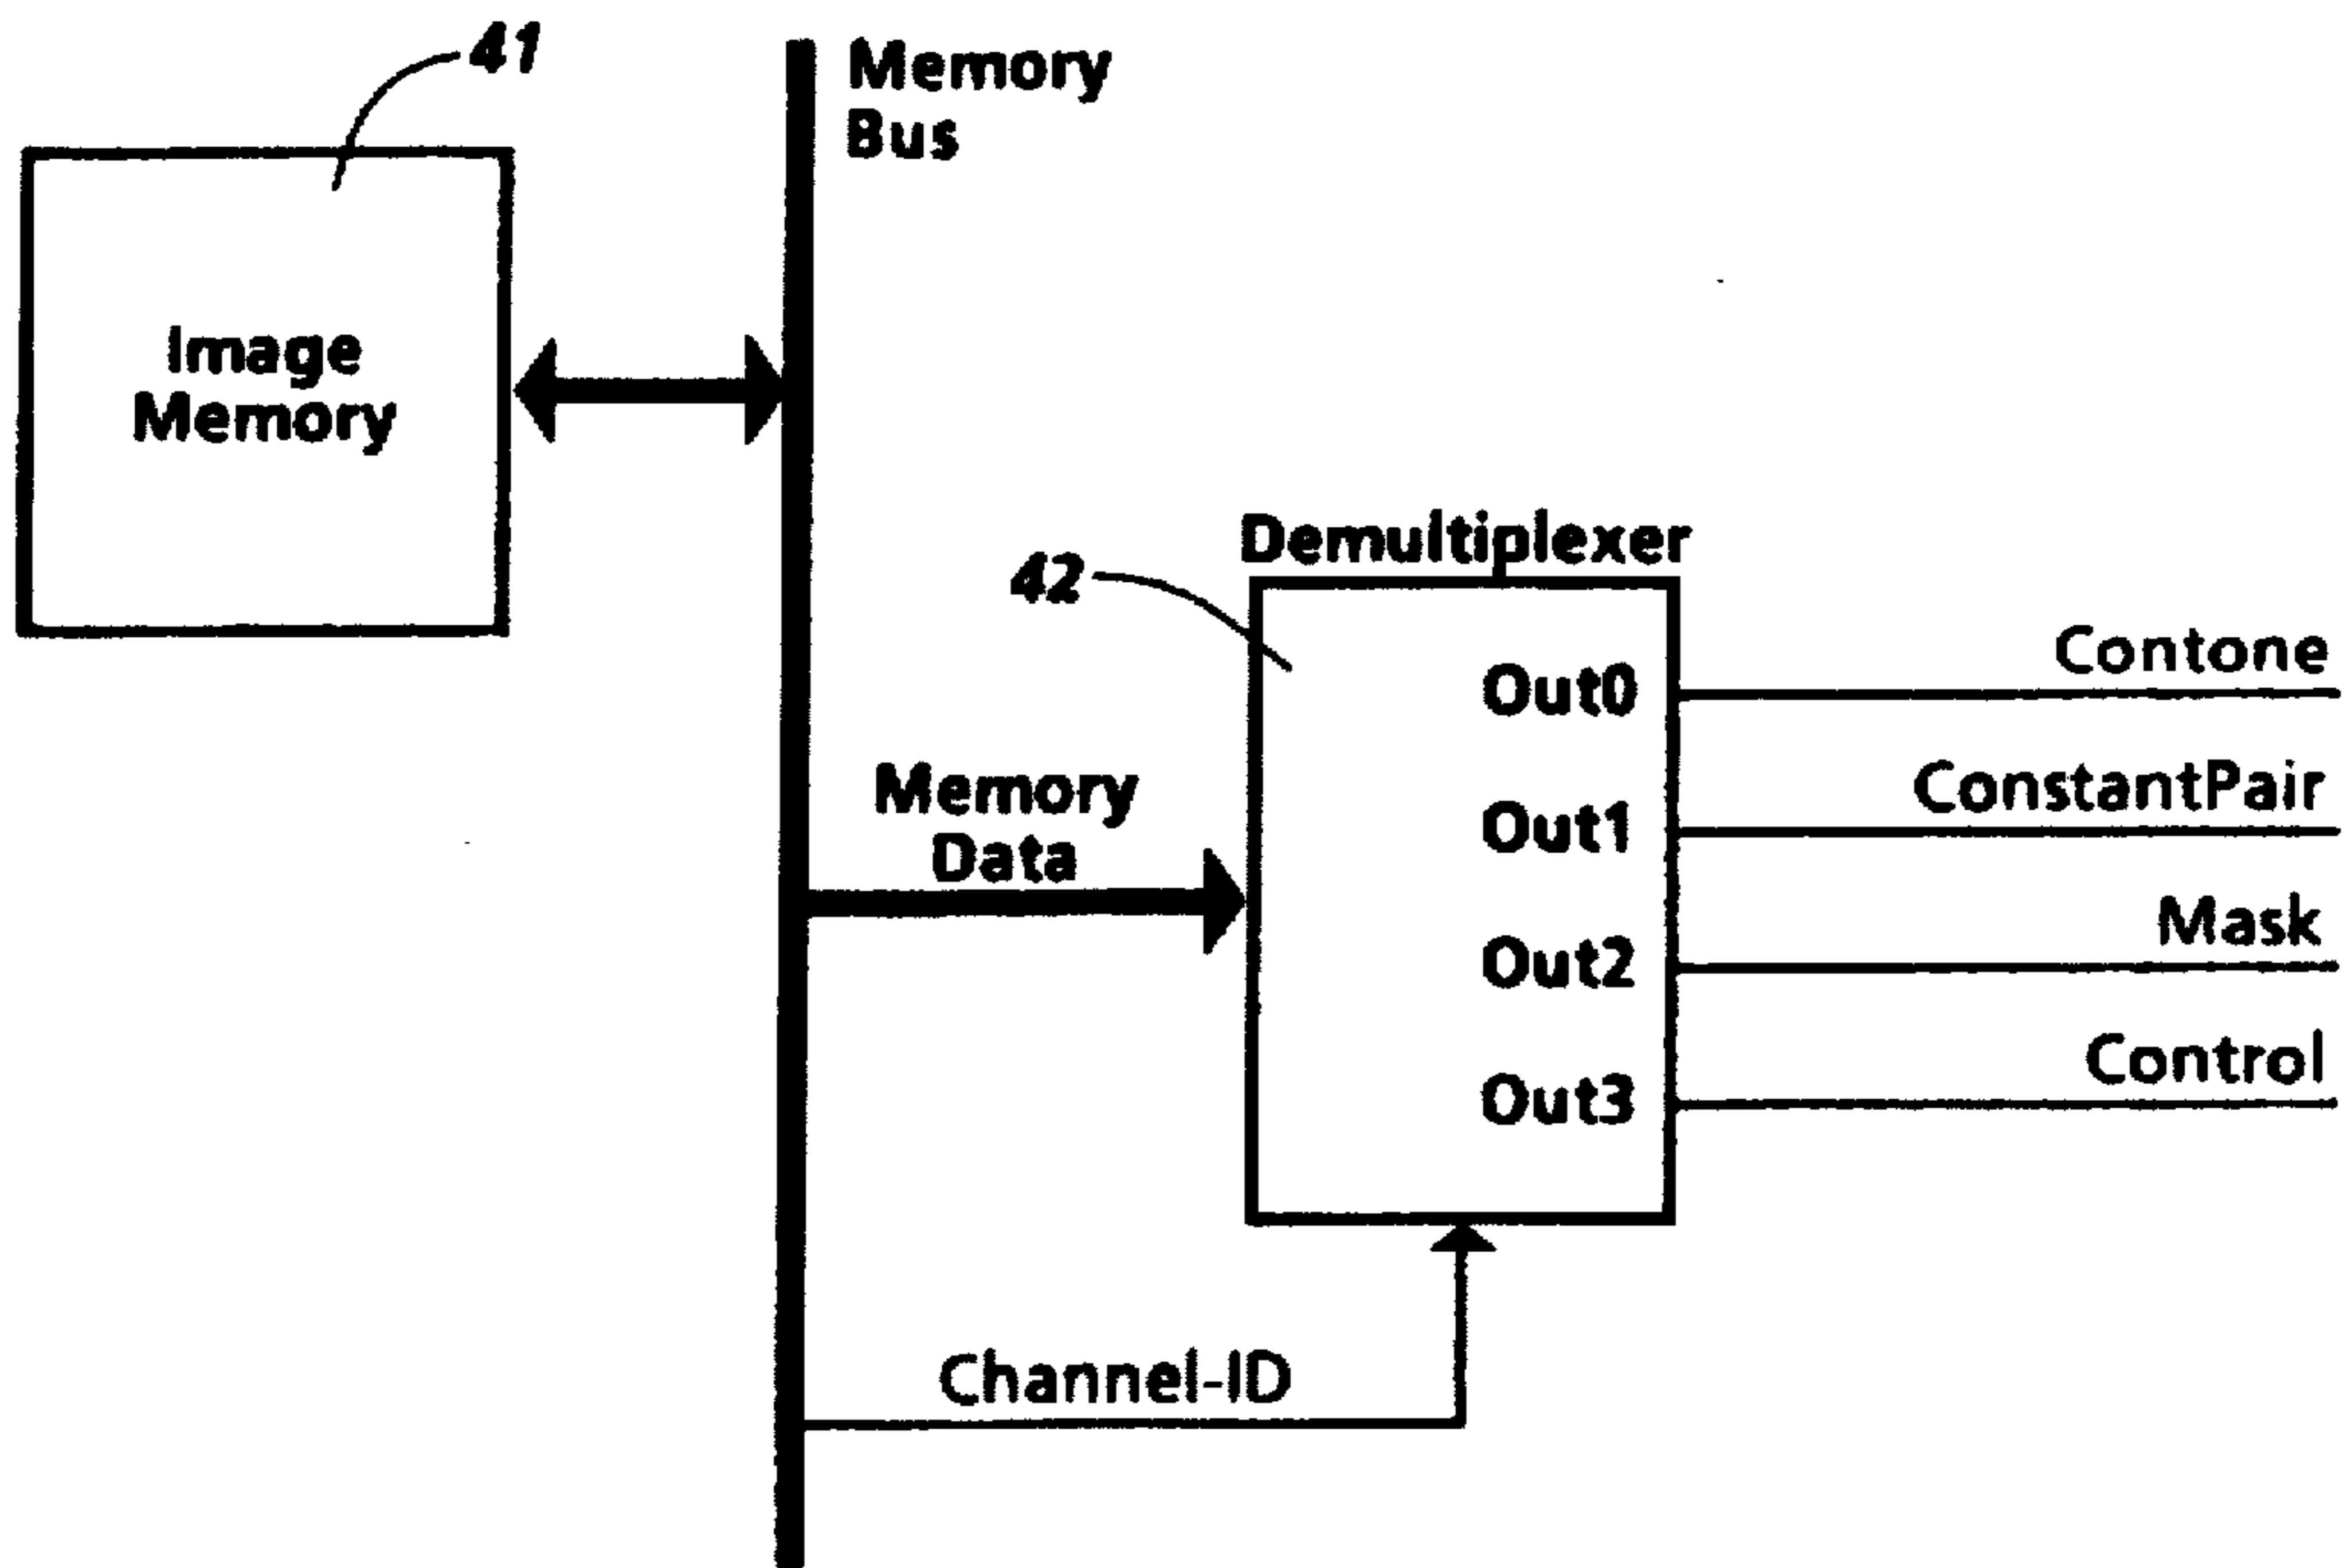 41
Memory
Bus
Image
Memory
Demultiplexer
42
Out0
Contone
Out1
ConstantPair
Memory
Data
Out2
Mask
Out3
Control
Channel-ID